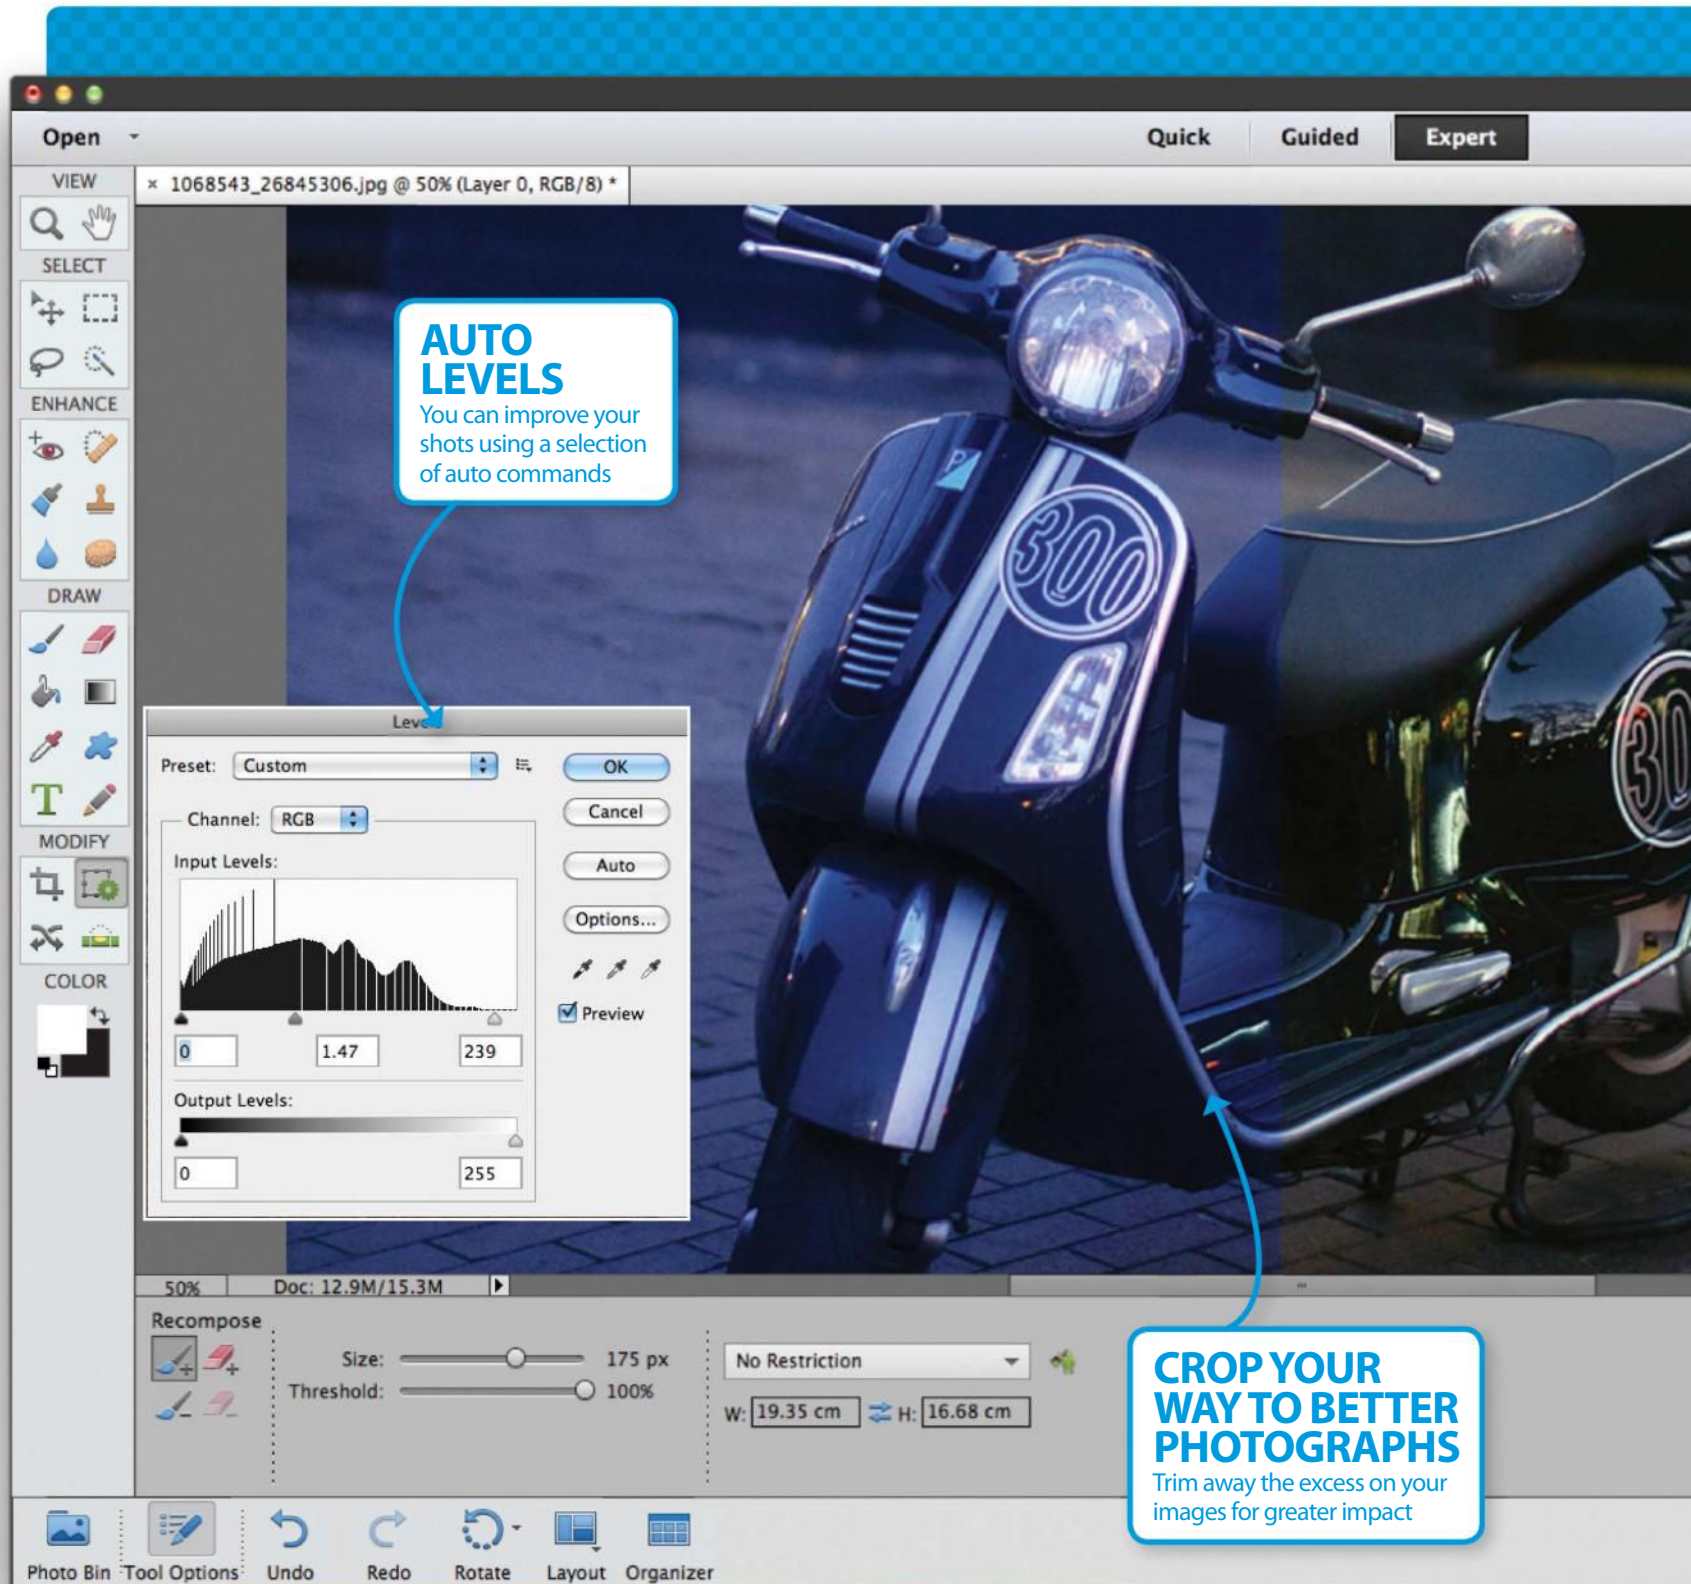 Open
Quick Guided Expert
VIEW
× 1068543_26845306.jpg @ 50% (Layer 0, RGB/8) *
SELECT
ENHANCE
DRAW
T
MODIFY
COLOR
AUTO
LEVELS
You can improve your
shots using a selection
of auto commands
P
300
300
Preset: Custom
OK
Channel: RGB
Cancel
Input Levels:
Auto
Options...
Preview
0 1.47 239
Output Levels:
0 255
50% Doc: 12.9M/15.3M
Recompose
Size: 175 px
Threshold: 100%
No Restriction
W: 19.35 cm H: 16.68 cm
CROP YOUR
WAY TO BETTER
PHOTOGRAPHS
Trim away the excess on your
images for greater impact
Photo Bin Tool Options Undo Redo Rotate Layout Organizer